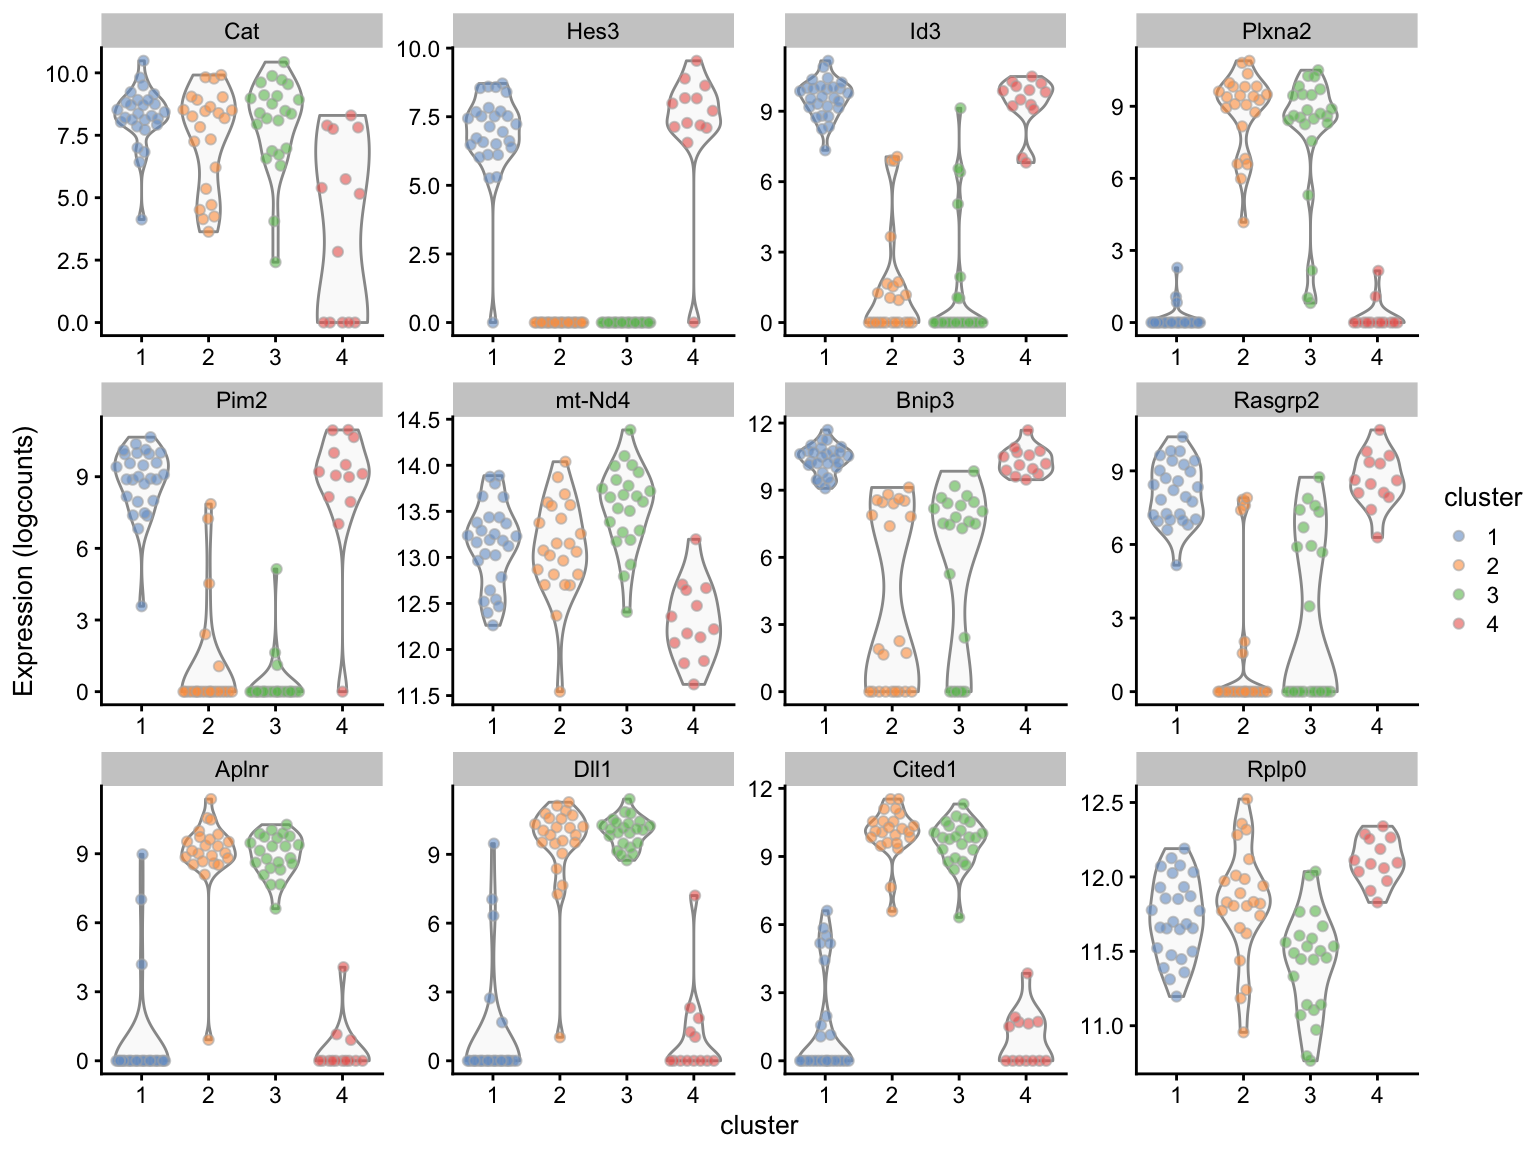 Cat Hes3 Id3 Plxna2
10.0 7.5 5.0 2.5 0.0
10.0 7.5 5.0 2.5 0.0
9 6 3 0
9 6 3 0
1 2 3 4 1 2 3 4 1 2 3 4 1 2 3 4
Pim2 mt-Nd4 Bnip3 Rasgrp2
9 6 3 0
14.5 14.0 13.5 13.0 12.5 12.0 11.5
12 9 6 3 0
9 6 3 0
1 2 3 4 1 2 3 4 1 2 3 4 1 2 3 4
Aplnr Dll1 Cited1 Rplp0
9 6 3 0
9 6 3 0
12 9 6 3 0
12.5 12.0 11.5 11.0
1 2 3 4 1 2 3 4 1 2 3 4 1 2 3 4
Expression (logcounts)
cluster
cluster
1
2
3
4